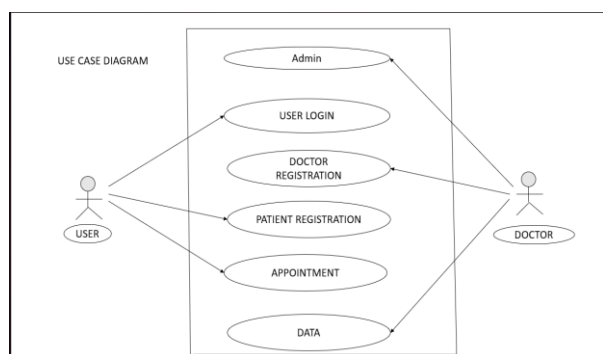 USE CASE DIAGRAM
Admin
USER LOGIN
DOCTOR
REGISTRATION
PATIENT REGISTRATION
USER
DOCTOR
APPOINTMENT
DATA